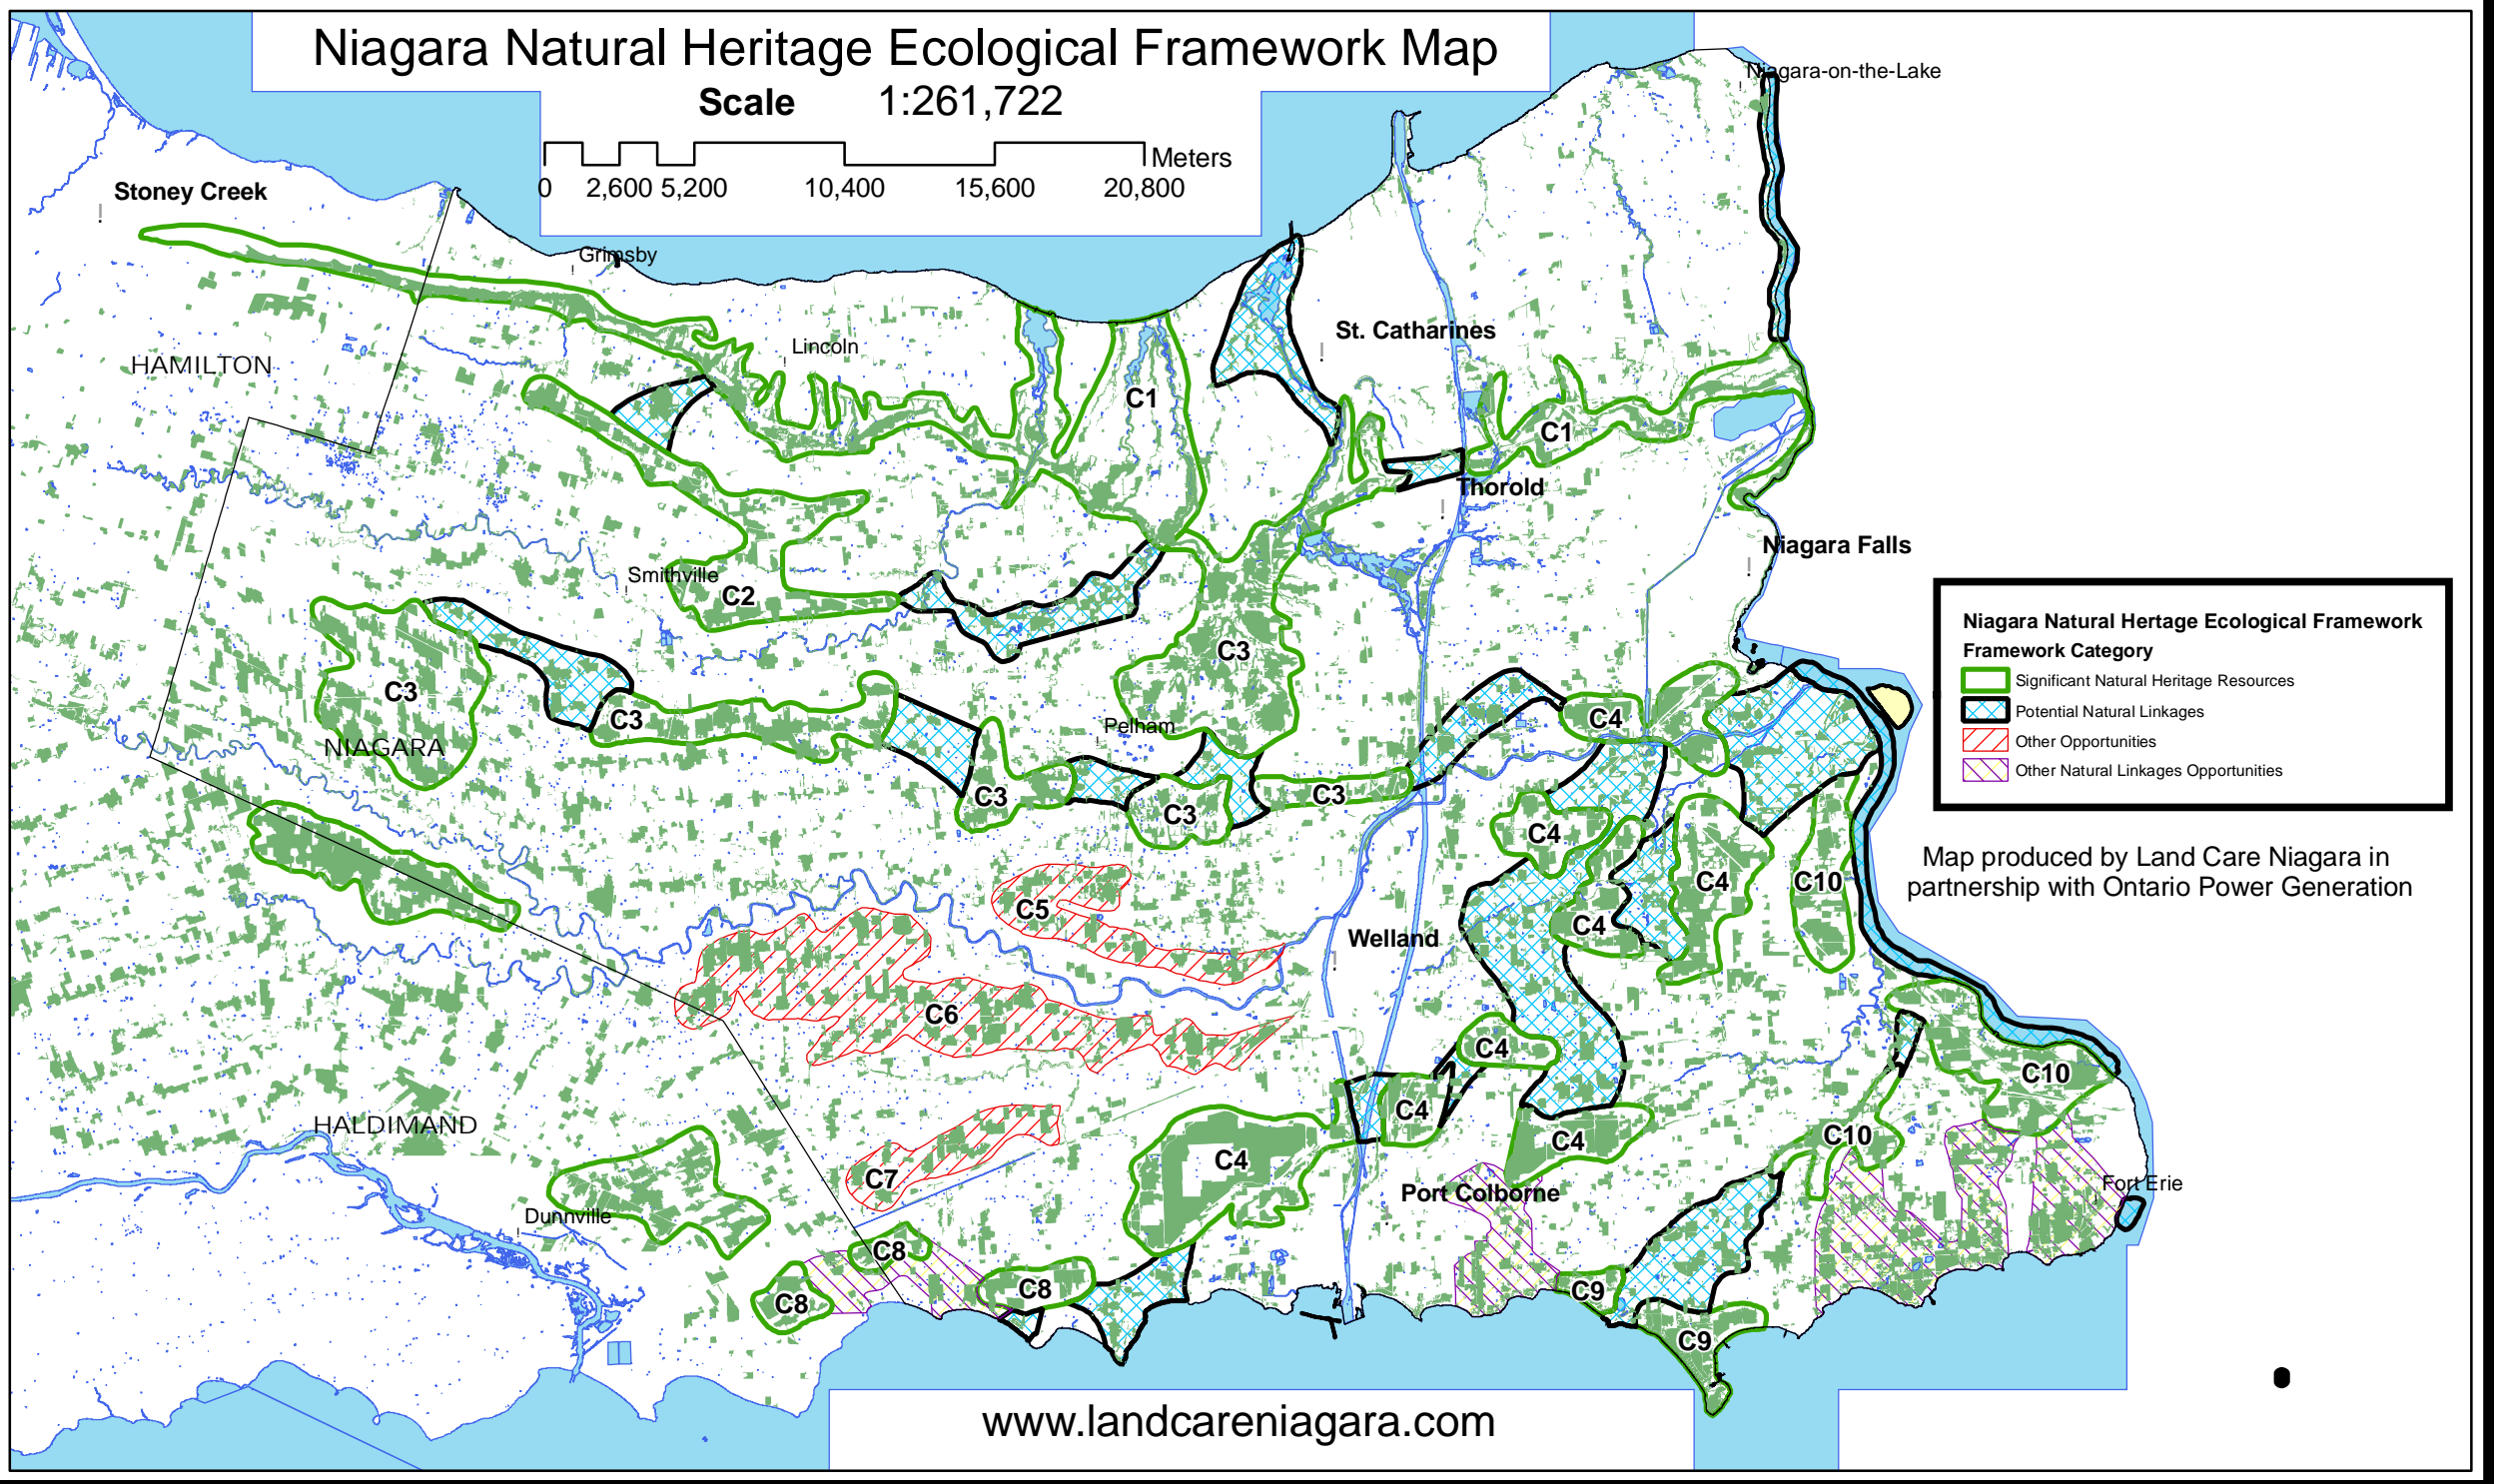 Niagara Natural Heritage Ecological Framework Map
Scale 1:261,722
Meters
0 2,600 5,200 10,400 15,600 20,800
Niagara-on-the-Lake
Stoney Creek
Grimsby
St. Catharines
Lincoln
HAMILTON
C1
C1
Thorold
Niagara Falls
Smithville
C2
C3
C3
C3
C4
Pelham
NIAGARA
C3
C3
C3
C4
C4
C10
C5
C4
Welland
C6
C4
C10
C4
HALDIMAND
C10
C4
C4
C7
Port Colborne
Fort Erie
Dunnville
C8
C8
C9
C8
C9
Niagara Natural Hertage Ecological Framework
Framework Category
Significant Natural Heritage Resources
Potential Natural Linkages
Other Opportunities
Other Natural Linkages Opportunities
Map produced by Land Care Niagara in
partnership with Ontario Power Generation
www.landcareniagara.com